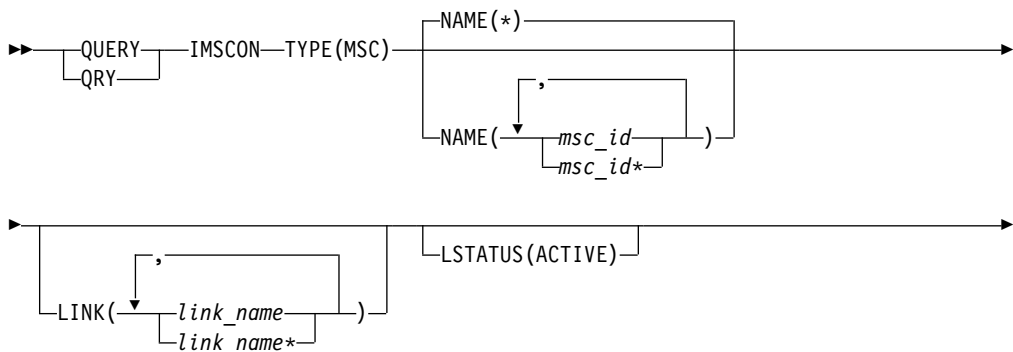 NAME(*)
QUERY IMSCON TYPE(MSC)
QRY
,
NAME( msc_id )
msc_id*
,
LSTATUS(ACTIVE)
LINK( link_name )
link_name*